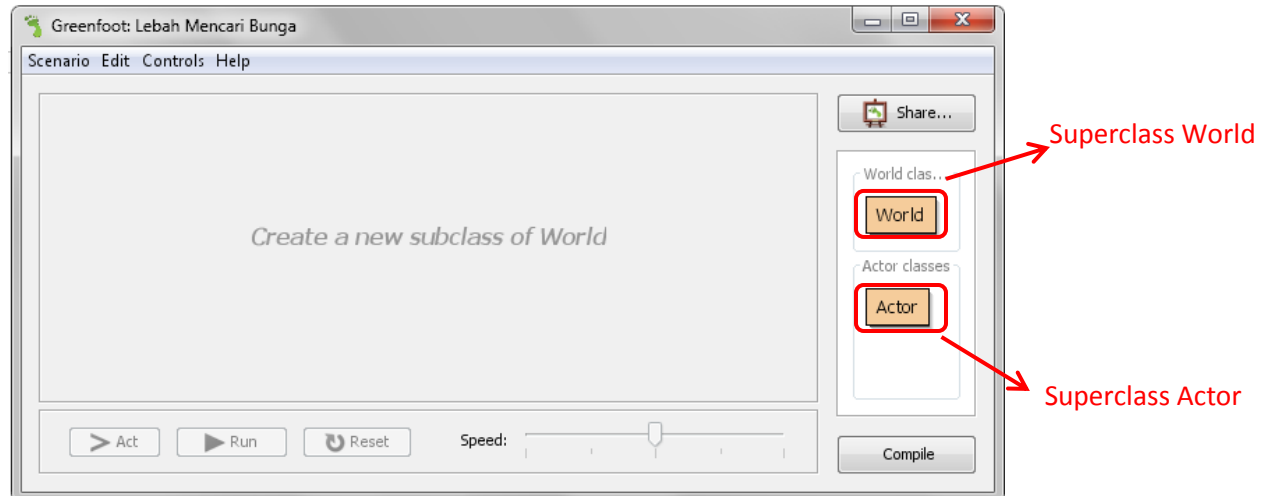 Greenfoot: Lebah Mencari Bunga
Scenario Edit Controls Help
Share...
Superclass World
World clas...
World
Create a new subclass of World
Actor classes
Actor
Superclass Actor
Act
Run
Reset
Speed:
Compile